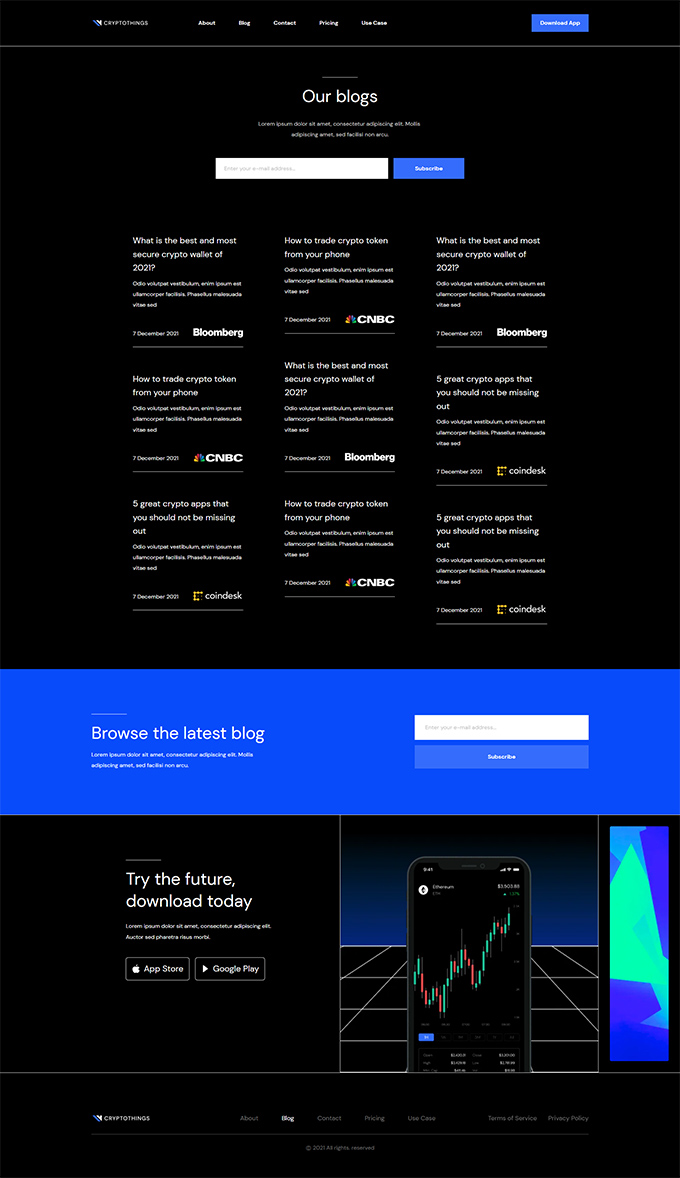 CRYPTOTHINGS
About
Blog
Contact
Pricing
Use Case
Download App
Our blogs
Lorem ipsum dolor sit amet, consectetur adipiscing elit. Mollis
adipiscing amet, sed facilisi non arcu.
Enter your e-mail address...
Subscribe
What is the best and most
secure crypto wallet of
2021?
Odio volutpat vestibulum, enim ipsum est
ullamcorper facilisis. Phasellus malesuada
vitae sed
7 December 2021
Bloomberg
How to trade crypto token
from your phone
Odio volutpat vestibulum, enim ipsum est
ullamcorper facilisis. Phasellus malesuada
vitae sed
7 December 2021
CNBC
5 great crypto apps that
you should not be missing
out
Odio volutpat vestibulum, enim ipsum est
ullamcorper facilisis. Phasellus malesuada
vitae sed
7 December 2021
coindesk
How to trade crypto token
from your phone
Odio volutpat vestibulum, enim ipsum est
ullamcorper facilisis. Phasellus malesuada
vitae sed
7 December 2021
CNBC
What is the best and most
secure crypto wallet of
2021?
Odio volutpat vestibulum, enim ipsum est
ullamcorper facilisis. Phasellus malesuada
vitae sed
7 December 2021
Bloomberg
How to trade crypto token
from your phone
Odio volutpat vestibulum, enim ipsum est
ullamcorper facilisis. Phasellus malesuada
vitae sed
7 December 2021
CNBC
What is the best and most
secure crypto wallet of
2021?
Odio volutpat vestibulum, enim ipsum est
ullamcorper facilisis. Phasellus malesuada
vitae sed
7 December 2021
Bloomberg
5 great crypto apps that
you should not be missing
out
Odio volutpat vestibulum, enim ipsum est
ullamcorper facilisis. Phasellus malesuada
vitae sed
7 December 2021
coindesk
5 great crypto apps that
you should not be missing
out
Odio volutpat vestibulum, enim ipsum est
ullamcorper facilisis. Phasellus malesuada
vitae sed
7 December 2021
coindesk
Browse the latest blog
Lorem ipsum dolor sit amet, consectetur adipiscing elit. Mollis
adipiscing amet, sed facilisi non arcu.
Enter your e-mail address...
Subscribe
Try the future,
download today
Lorem ipsum dolor sit amet, consectetur adipiscing elit.
Auctor sed pharetra risus morbi.
App Store
Google Play
9:41
Ethereum
ETH
$3,503.88
Open
Close
High
Low
CRYPTOTHINGS
About
Blog
Contact
Pricing
Use Case
Terms of Service
Privacy Policy
© 2021 All rights. reserved